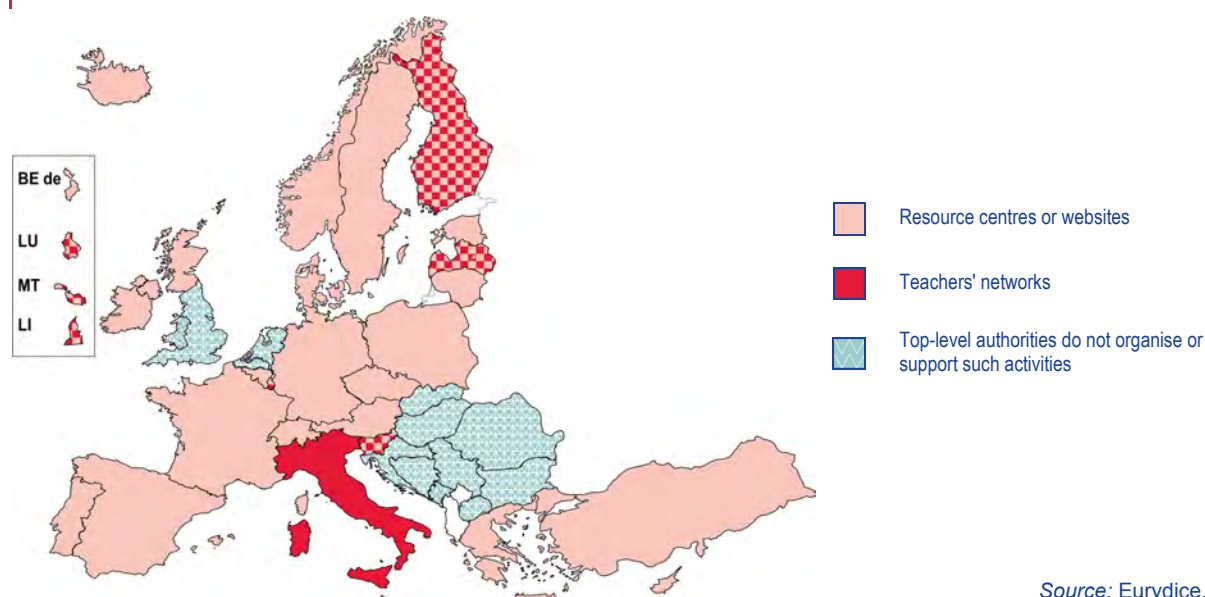 BE de
LU
MT
LI
Resource centres or websites
Teachers' networks
Top-level authorities do not organise or
support such activities
Source: Eurydice.